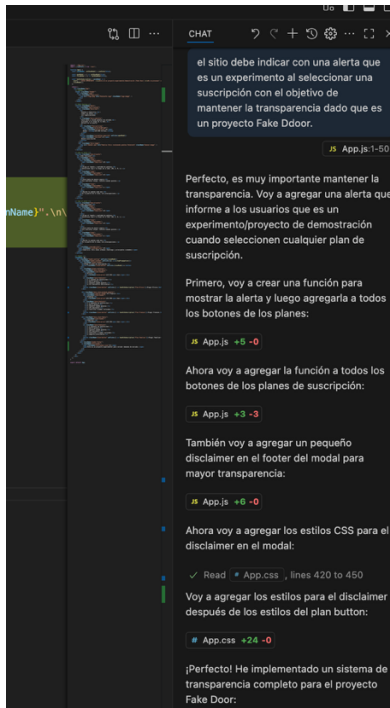 CHAT
el sitio debe indicar con una alerta que
es un experimento al seleccionar una
suscripción con el objetivo de
mantener la transparencia dado que es
un proyecto Fake Ddoor.
JS App.js:1-50
Perfecto, es muy importante mantener la
transparencia. Voy a agregar una alerta que
informe a los usuarios que es un
experimento/proyecto de demostración
cuando seleccionen cualquier plan de
suscripción.
Primero, voy a crear una función para
mostrar la alerta y luego agregarla a todos
los botones de los planes:
JS App.js +5 -0
Ahora voy a agregar la función a todos los
botones de los planes de suscripción:
JS App.js +3 -3
También voy a agregar un pequeño
disclaimer en el footer del modal para
mayor transparencia:
JS App.js +6 -0
Ahora voy a agregar los estilos CSS para el
disclaimer en el modal:
Read # App.css , lines 420 to 450
Voy a agregar los estilos para el disclaimer
después de los estilos del plan button:
# App.css +24 -0
¡Perfecto! He implementado un sistema de
transparencia completo para el proyecto
Fake Door:
nName}".\n\